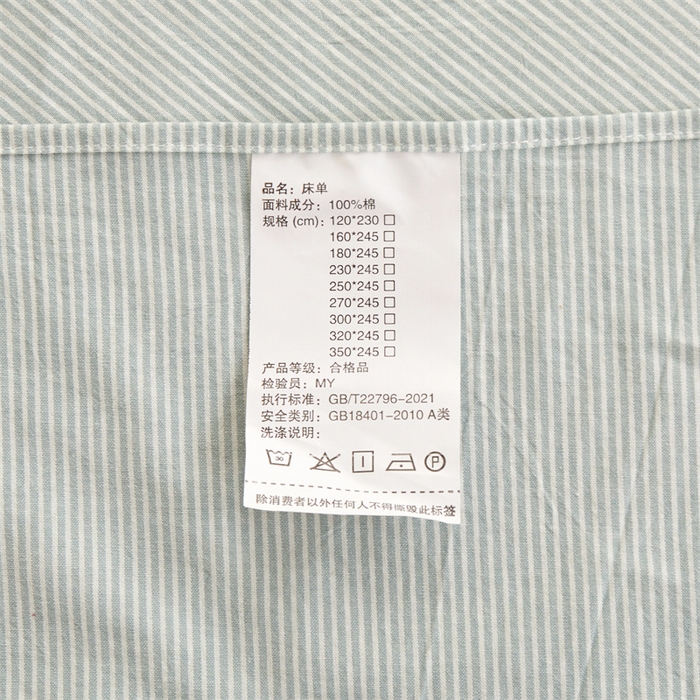 品名：床单
面料成分：100%棉
规格 (cm)：120*230 □
160*245 □
180*245 □
230*245 □
250*245 □
270*245 □
300*245 □
320*245 □
350*245 □
产品等级：合格品
检验员：MY
执行标准：GB/T22796-2021
安全类别：GB18401-2010 A类
洗涤说明：
30 P
除消费者以外任何人不得撕毁此标签